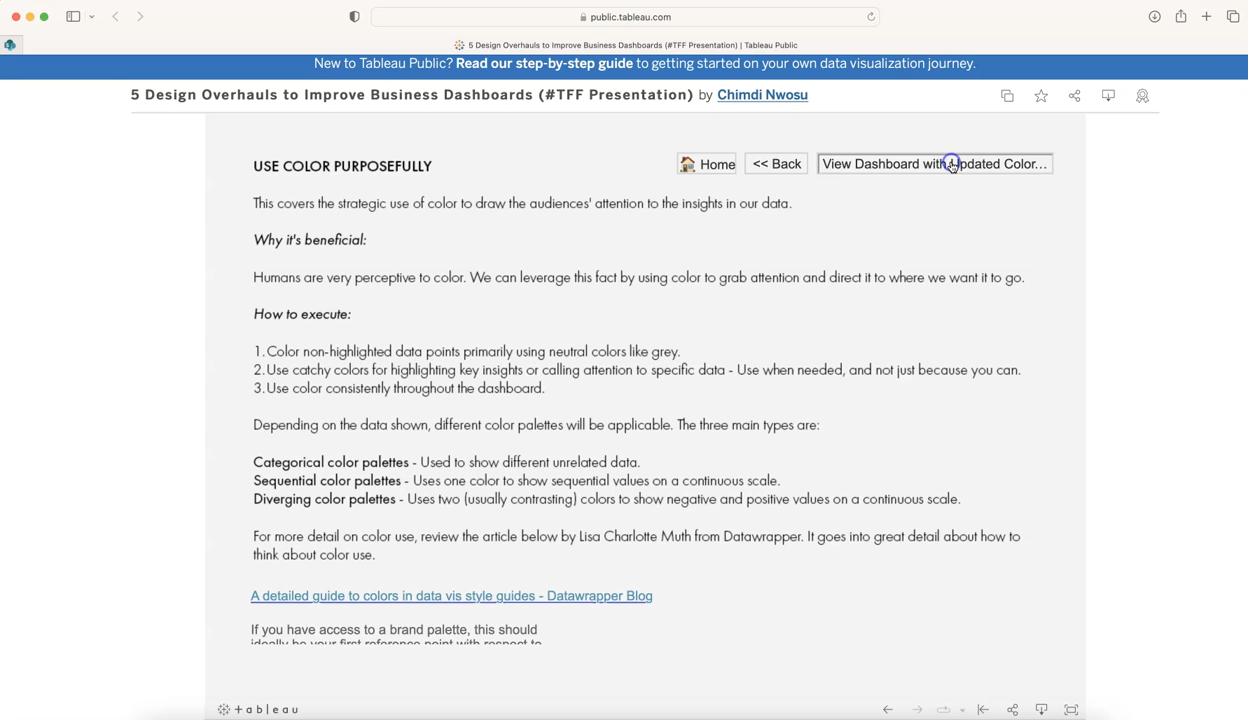 public.tableau.com
5 Design Overhauls to Improve Business Dashboards (#TFF Presentation) | Tableau Public
New to Tableau Public? Read our step-by-step guide to getting started on your own data visualization journey.
5 Design Overhauls to Improve Business Dashboards (#TFF Presentation) by Chimdi Nwosu
USE COLOR PURPOSEFULLY
Home
<< Back
View Dashboard with Updated Color...
This covers the strategic use of color to draw the audiences' attention to the insights in our data.
Why it's beneficial:
Humans are very perceptive to color. We can leverage this fact by using color to grab attention and direct it to where we want it to go.
How to execute:
1.Color non-highlighted data points primarily using neutral colors like grey.
2.Use catchy colors for highlighting key insights or calling attention to specific data - Use when needed, and not just because you can.
3.Use color consistently throughout the dashboard.
Depending on the data shown, different color palettes will be applicable. The three main types are:
Categorical color palettes - Used to show different unrelated data.
Sequential color palettes - Uses one color to show sequential values on a continuous scale.
Diverging color palettes - Uses two (usually contrasting) colors to show negative and positive values on a continuous scale.
For more detail on color use, review the article below by Lisa Charlotte Muth from Datawrapper. It goes into great detail about how to
think about color use.
A detailed guide to colors in data vis style guides - Datawrapper Blog
If you have access to a brand palette, this should
ideally be your first reference point with respect to
+ a b | e a u